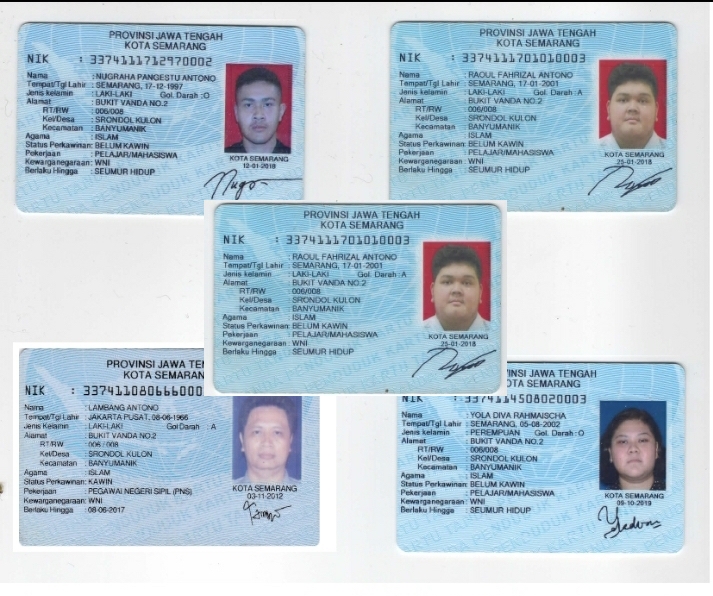 PROVINSI JAWA TENGAH
KOTA SEMARANG
NIK : 3374111712970002
Nama : NUGRAHA PANGESTU ANTONO
Tempat/Tgl Lahir : SEMARANG, 17-12-1997
Jenis kelamin : LAKI-LAKI Gol. Darah : O
Alamat : BUKIT VANDA NO.2
RT/RW : 006/008
Kel/Desa : SRONDOL KULON
Kecamatan : BANYUMANIK
Agama : ISLAM
Status Perkawinan: BELUM KAWIN
Pekerjaan : PELAJAR/MAHASISWA
Kewarganegaraan: WNI
Berlaku Hingga : SEUMUR HIDUP
KOTA SEMARANG
12-01-2018
PROVINSI JAWA TENGAH
KOTA SEMARANG
NIK : 3374111701010003
Nama : RAOUL FAHRIZAL ANTONO
Tempat/Tgl Lahir : SEMARANG, 17-01-2001
Jenis kelamin : LAKI-LAKI Gol. Darah : A
Alamat : BUKIT VANDA NO.2
RT/RW : 006/008
Kel/Desa : SRONDOL KULON
Kecamatan : BANYUMANIK
Agama : ISLAM
Status Perkawinan: BELUM KAWIN
Pekerjaan : PELAJAR/MAHASISWA
Kewarganegaraan: WNI
Berlaku Hingga : SEUMUR HIDUP
KOTA SEMARANG
25-01-2018
PROVINSI JAWA TENGAH
KOTA SEMARANG
NIK : 3374111701010003
Nama : RAOUL FAHRIZAL ANTONO
Tempat/Tgl Lahir : SEMARANG, 17-01-2001
Jenis kelamin : LAKI-LAKI Gol. Darah : A
Alamat : BUKIT VANDA NO.2
RT/RW : 006/008
Kel/Desa : SRONDOL KULON
Kecamatan : BANYUMANIK
Agama : ISLAM
Status Perkawinan: BELUM KAWIN
Pekerjaan : PELAJAR/MAHASISWA
Kewarganegaraan: WNI
Berlaku Hingga : SEUMUR HIDUP
KOTA SEMARANG
25-01-2018
PROVINSI JAWA TE
KOTA SEMARAN
NIK : 3374110806660 00
Nama : LAMBANG ANTONO
Tempat/Tgl Lahir : JAKARTA PUSAT, 08-06-1966
Jenis Kelamin : LAKI-LAKI Gol Darah : A
Alamat : BUKIT VANDA NO.2
RT/RW : 006 / 008
Kel/Desa : SRONDOL KULON
Kecamatan : BANYUMANIK
Agama : ISLAM
Status Perkawinan: KAWIN
Pekerjaan : PEGAWAI NEGERI SIPIL (PNS)
Kewarganegaraan: WNI
Berlaku Hingga : 08-06-2017
KOTA SEMARANG
03-11-2012
INSI JAWA TENGAH
KOTA SEMARANG
NIK : 3374114508020003
Nama : YOLA DIVA RAHMAISCHA
Tempat/Tgl Lahir : SEMARANG, 05-08-2002
Jenis kelamin : PEREMPUAN Gol. Darah : O
Alamat : BUKIT VANDA NO.2
RT/RW : 006/008
Kel/Desa : SRONDOL KULON
Kecamatan : BANYUMANIK
Agama : ISLAM
Status Perkawinan: BELUM KAWIN
Pekerjaan : PELAJAR/MAHASISWA
Kewarganegaraan: WNI
Berlaku Hingga : SEUMUR HIDUP
KOTA SEMARANG
09-10-2019